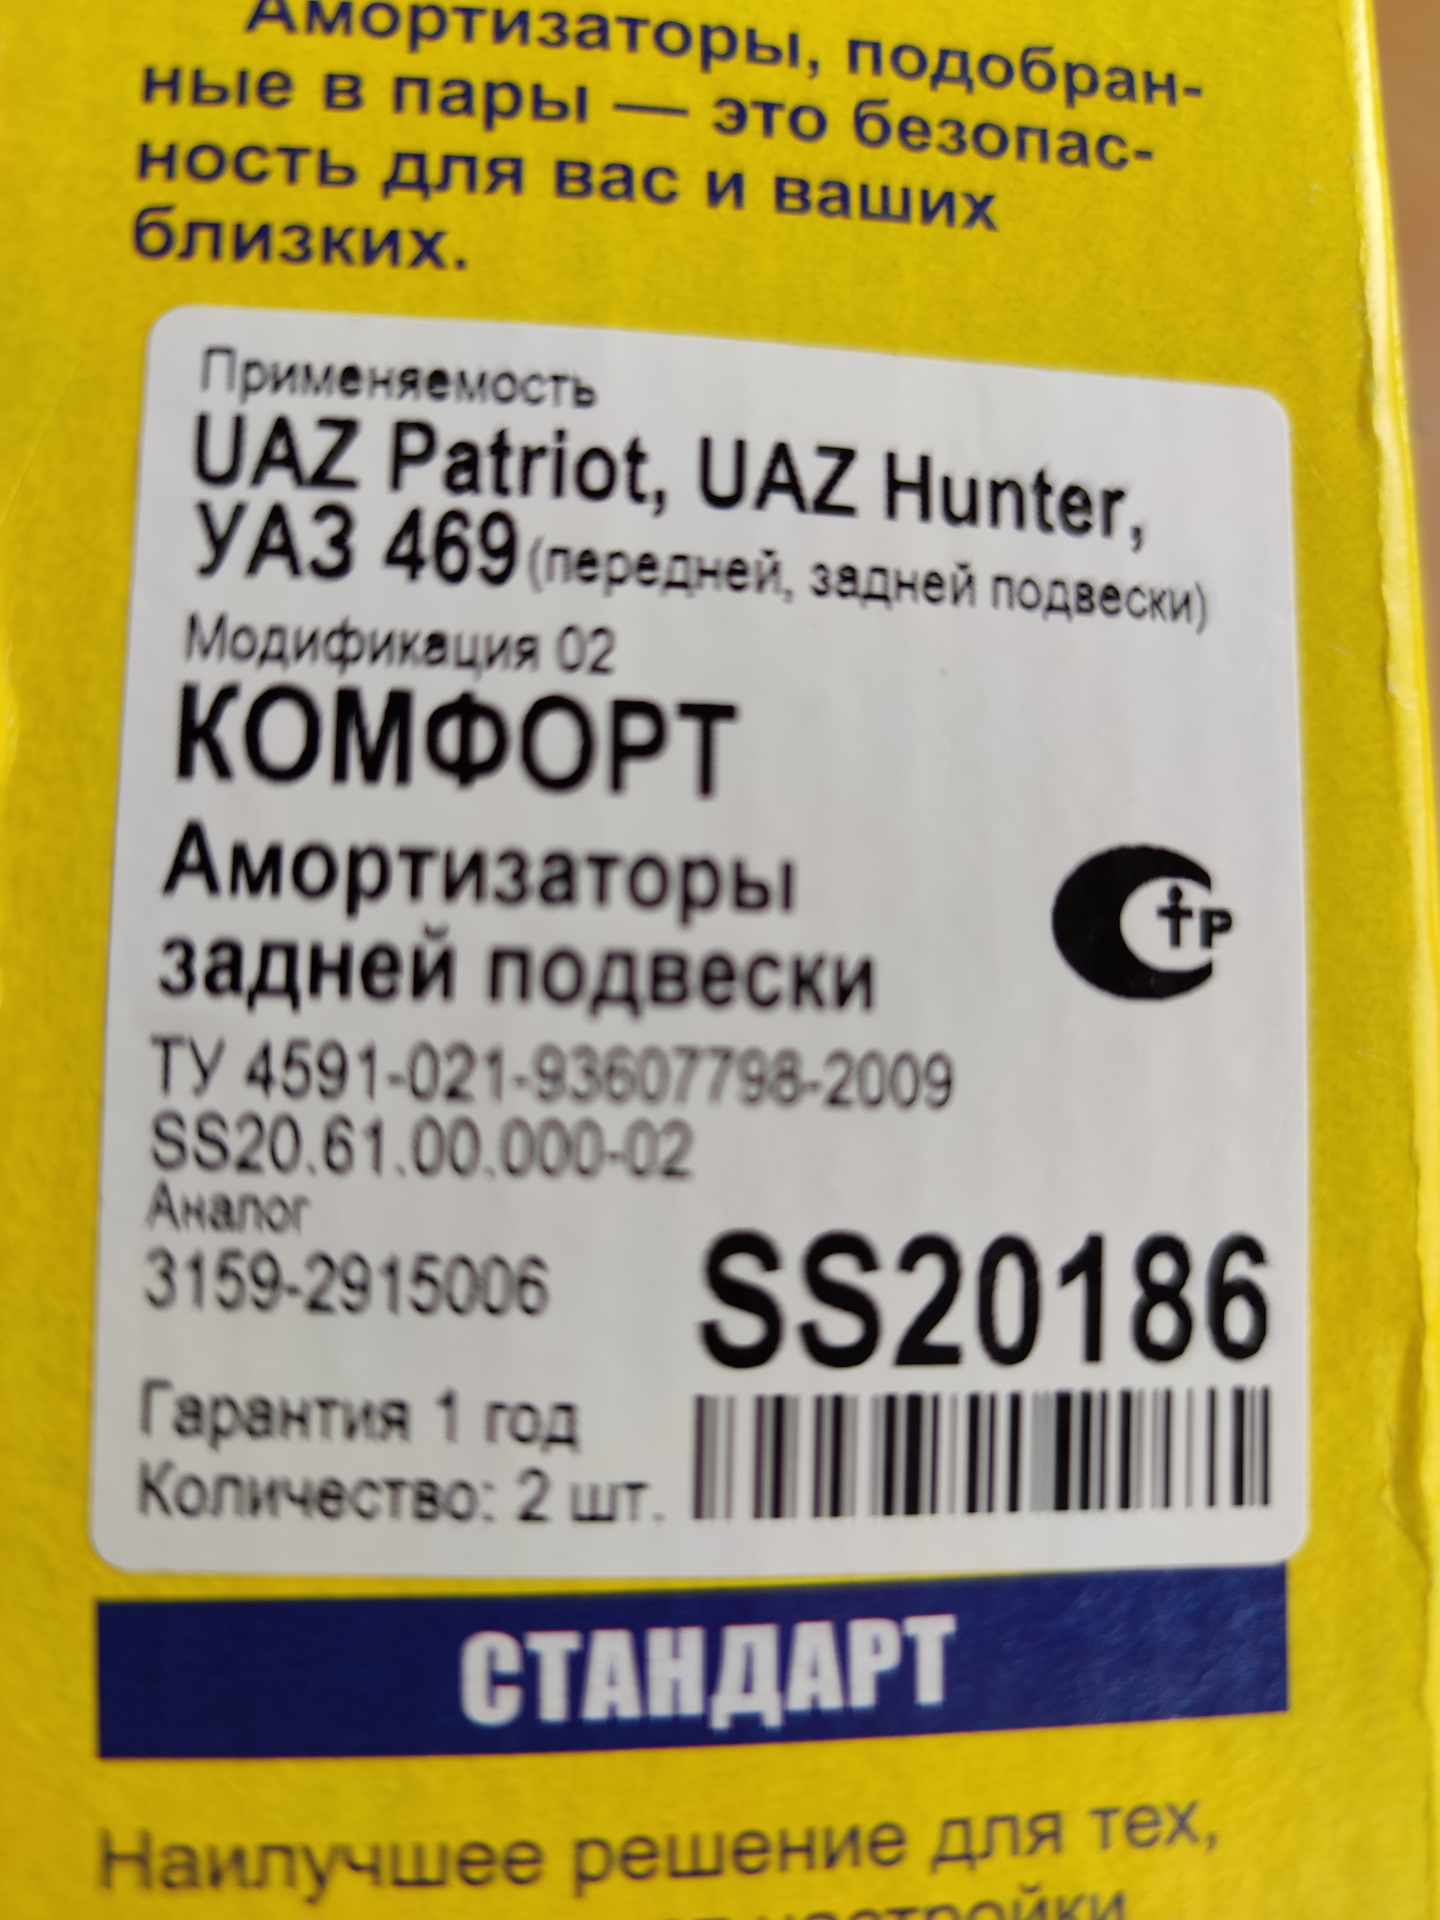 Амортизаторы, подобран-
ные в пары — это безопас-
ность для вас и ваших
близких.
Применяемость
UAZ Patriot, UAZ Hunter,
УАЗ 469 (передней, задней подвески)
Модификация 02
КОМФОРТ
Амортизаторы
задней подвески
ТУ 4591-021-93607798-2009
SS20.61.00.000-02
Аналог
3159-2915006
SS20186
Гарантия 1 год
Количество: 2 шт.
СТАНДАРТ
Наилучшее решение для тех,
настройки